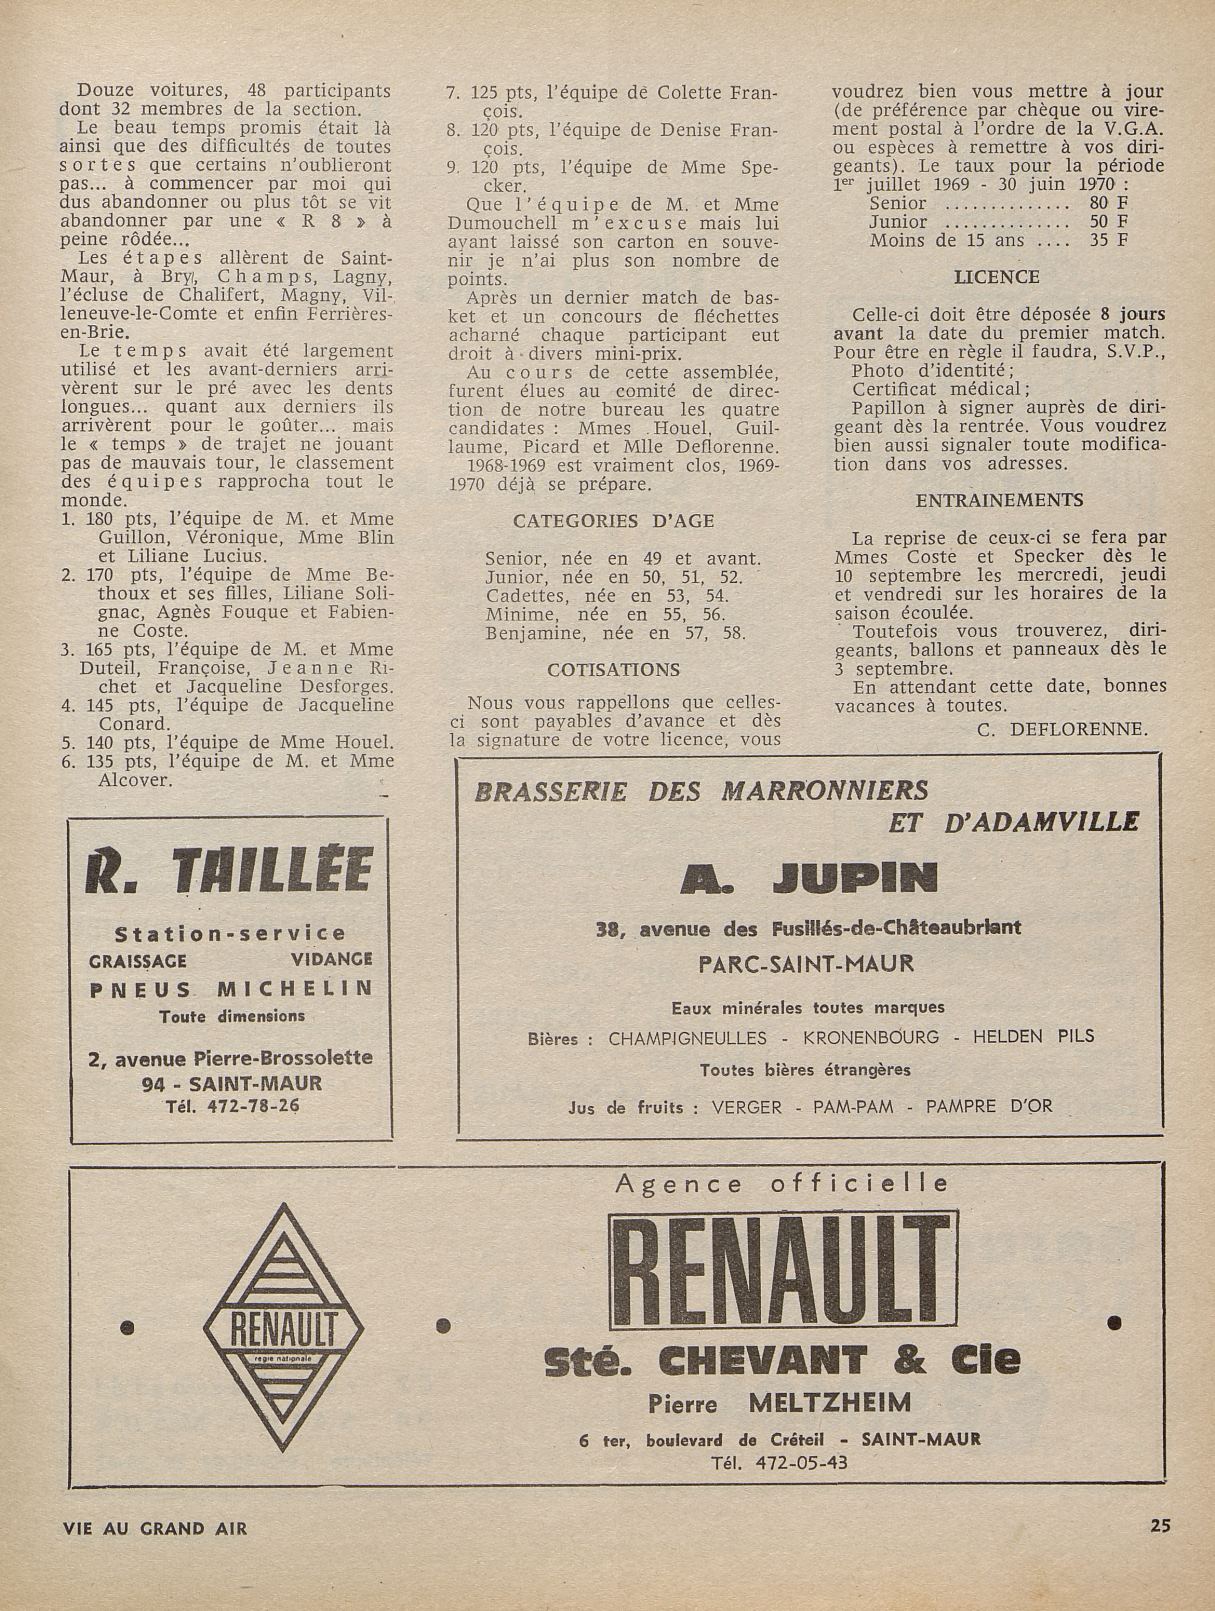 Douze voitures, 48 participants
dont 32 membres de la section.
Le beau temps promis était là
ainsi que des difficultés de toutes
sortes que certains n'oublieront
pas... à commencer par moi qui
dus abandonner ou plus tôt se vit
abandonner par une « R 8 » à
peine rôdée...
Les étapes allèrent de Saint-
Maur, à Bry, Champs, Lagny,
l'écluse de Chalifert, Magny, Vil-
leneuve-le-Comte et enfin Ferrières-
en-Brie.
Le temps avait été largement
utilisé et les avant-derniers arri-
vèrent sur le pré avec les dents
longues... quant aux derniers ils
arrivèrent pour le goûter... mais
le « temps » de trajet ne jouant
pas de mauvais tour, le classement
des équipes rapprocha tout le
monde.
1. 180 pts, l'équipe de M. et Mme
Guillon, Véronique, Mme Blin
et Liliane Lucius.
2. 170 pts, l'équipe de Mme Be-
thoux et ses filles, Liliane Soli-
gnac, Agnès Fouque et Fabien-
ne Coste.
3. 165 pts, l'équipe de M. et Mme
Duteil, Françoise, Jeanne Ri-
chet et Jacqueline Desforges.
4. 145 pts, l'équipe de Jacqueline
Conard.
5. 140 pts, l'équipe de Mme Houel.
6. 135 pts, l'équipe de M. et Mme
Alcover.
7. 125 pts, l'équipe de Colette Fran-
çois.
8. 120 pts, l'équipe de Denise Fran-
çois.
9. 120 pts, l'équipe de Mme Spe-
cker.
Que l'équipe de M. et Mme
Dumouchell m'excuse mais lui
ayant laissé son carton en souve-
nir je n'ai plus son nombre de
points.
Après un dernier match de bas-
ket et un concours de fléchettes
acharné chaque participant eut
droit à divers mini-prix.
Au cours de cette assemblée,
furent élues au comité de direc-
tion de notre bureau les quatre
candidates : Mmes Houel, Guil-
laume, Picard et Mlle Deflorenne.
1968-1969 est vraiment clos, 1969-
1970 déjà se prépare.
CATEGORIES D'AGE
Senior, née en 49 et avant.
Junior, née en 50, 51, 52.
Cadettes, née en 53, 54.
Minime, née en 55, 56.
Benjamine, née en 57, 58.
COTISATIONS
Nous vous rappellons que celles-
ci sont payables d'avance et dès
la signature de votre licence, vous
voudrez bien vous mettre à jour
(de préférence par chèque ou vire-
ment postal à l'ordre de la V.G.A.
ou espèces à remettre à vos diri-
geants). Le taux pour la période
1er juillet 1969 - 30 juin 1970 :
Senior .............. 80 F
Junior .............. 50 F
Moins de 15 ans .... 35 F
LICENCE
Celle-ci doit être déposée 8 jours
avant la date du premier match.
Pour être en règle il faudra, S.V.P.,
Photo d'identité ;
Certificat médical ;
Papillon à signer auprès de diri-
geant dès la rentrée. Vous voudrez
bien aussi signaler toute modifica-
tion dans vos adresses.
ENTRAINEMENTS
La reprise de ceux-ci se fera par
Mmes Coste et Specker dès le
10 septembre les mercredi, jeudi
et vendredi sur les horaires de la
saison écoulée.
Toutefois vous trouverez, diri-
geants, ballons et panneaux dès le
3 septembre.
En attendant cette date, bonnes
vacances à toutes.
C. DEFLORENNE.
R. TAILLÉE
Station-service
GRAISSAGE VIDANGE
PNEUS MICHELIN
Toute dimensions
2, avenue Pierre-Brossolette
94 - SAINT-MAUR
Tél. 472-78-26
BRASSERIE DES MARRONNIERS
ET D'ADAMVILLE
A. JUPIN
38, avenue des Fusillés-de-Châteaubriant
PARC-SAINT-MAUR
Eaux minérales toutes marques
Bières : CHAMPIGNEULLES - KRONENBOURG - HELDEN PILS
Toutes bières étrangères
Jus de fruits : VERGER - PAM-PAM - PAMPRE D'OR
RENAULT
régie nationale
Agence officielle
RENAULT
Sté. CHEVANT & Cie
Pierre MELTZHEIM
6 ter, boulevard de Créteil - SAINT-MAUR
Tél. 472-05-43
VIE AU GRAND AIR
25